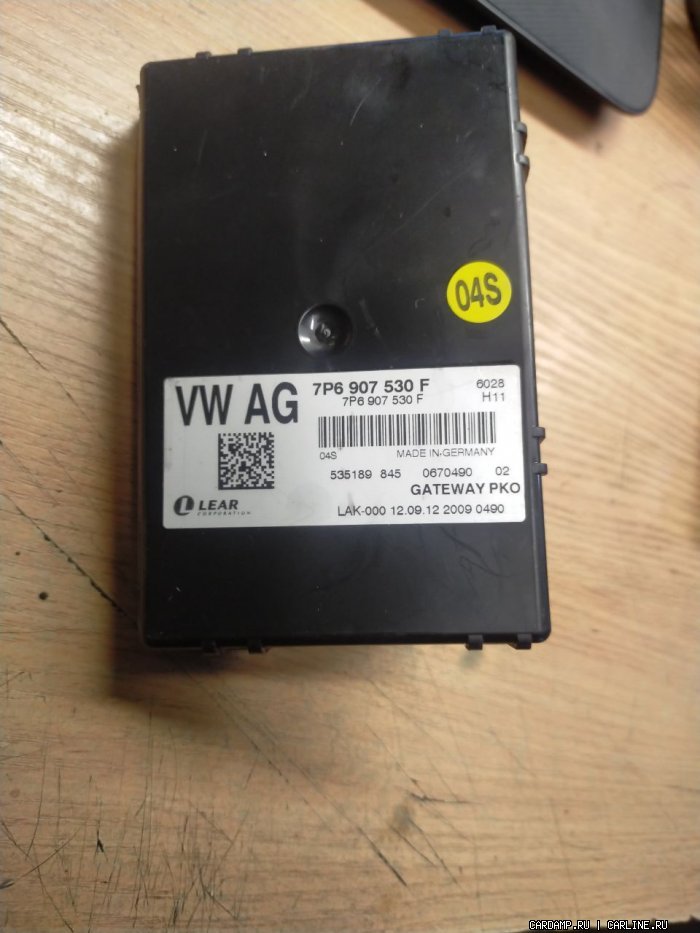 04S
VW AG
7P6 907 530 F
7P6 907 530 F
6028
H11
04S
MADE IN GERMANY
535189 845 0670490 02
GATEWAY PKO
LEAR
CORPORATION
LAK-000 12.09.12 2009 0490
CARDAMP.RU | CARLINE.RU